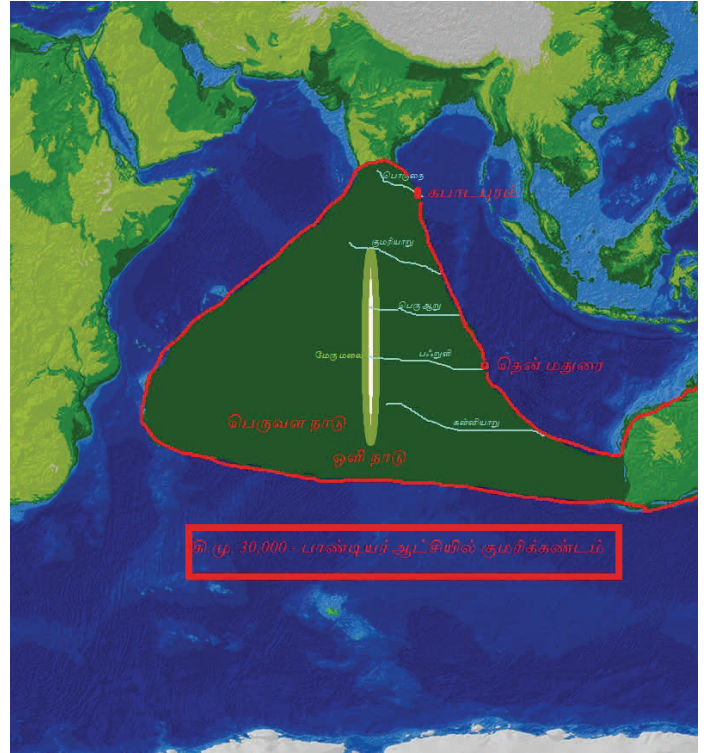 பொருநை
கபாடபுரம்
குமரியாறு
பெரு ஆறு
மேரு மலை
பஃறுளி
தென் மதுரை
கன்னியாறு
பெருவள நாடு
ஒளி நாடு
கி.மு. 30,000 - பாண்டியர் ஆட்சியில் குமரிக்கண்டம்